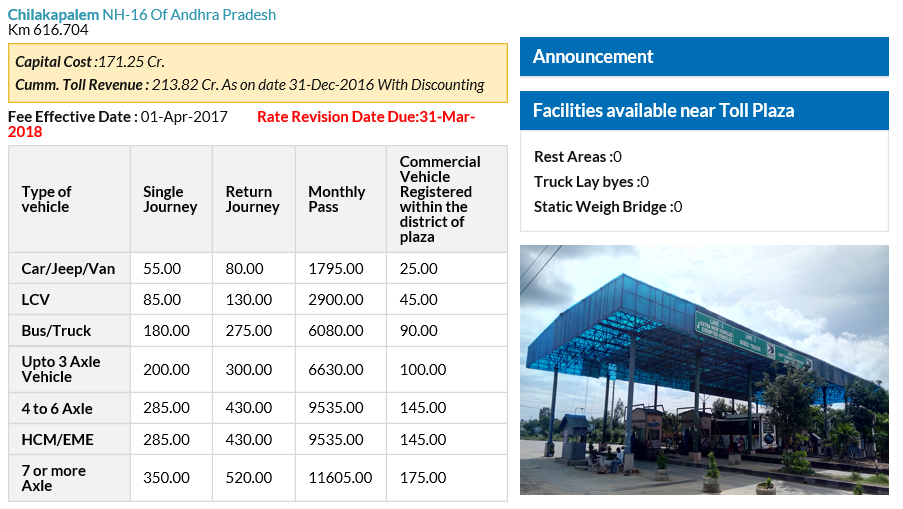 Chilakapalem NH-16 Of Andhra Pradesh
Km 616.704
Capital Cost :171.25 Cr.
Cumm. Toll Revenue : 213.82 Cr. As on date 31-Dec-2016 With Discounting
Fee Effective Date : 01-Apr-2017 Rate Revision Date Due:31-Mar-
2018
Type of vehicle Single Journey Return Journey Monthly Pass Commercial Vehicle Registered within the district of plaza
Car/Jeep/Van 55.00 80.00 1795.00 25.00
LCV 85.00 130.00 2900.00 45.00
Bus/Truck 180.00 275.00 6080.00 90.00
Upto 3 Axle Vehicle 200.00 300.00 6630.00 100.00
4 to 6 Axle 285.00 430.00 9535.00 145.00
HCM/EME 285.00 430.00 9535.00 145.00
7 or more Axle 350.00 520.00 11605.00 175.00
Announcement
Facilities available near Toll Plaza
Rest Areas :0
Truck Lay byes :0
Static Weigh Bridge :0
LANE